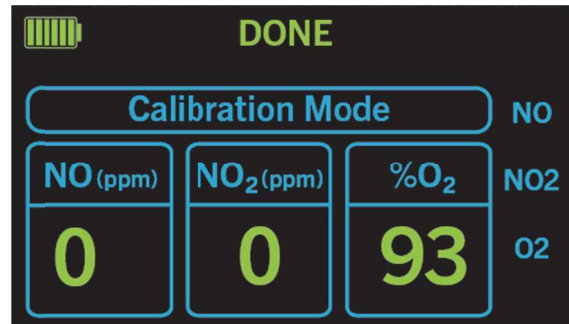 DONE
Calibration Mode
NO
NO (ppm) NO₂ (ppm) %O₂
NO2
0 0 93
O2